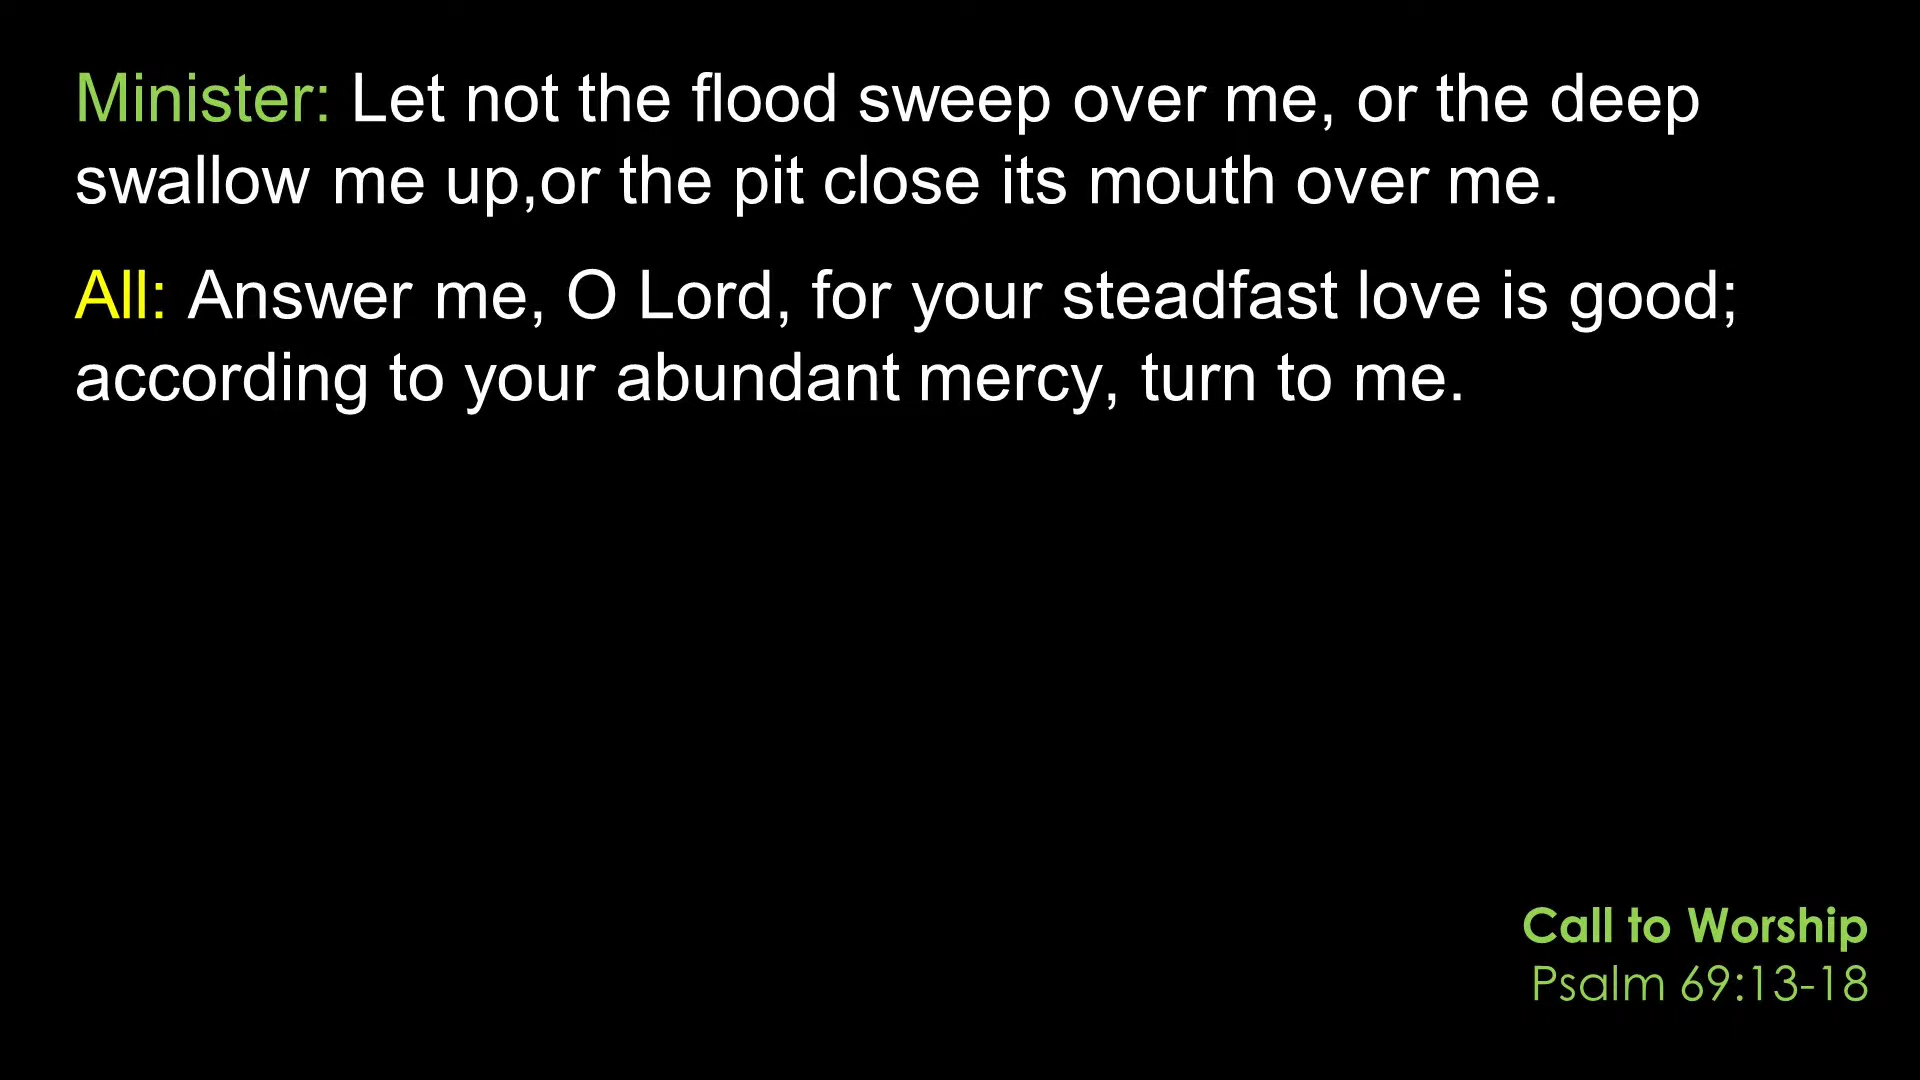 Minister: Let not the flood sweep over me, or the deep
swallow me up,or the pit close its mouth over me.
All: Answer me, O Lord, for your steadfast love is good;
according to your abundant mercy, turn to me.
Call to Worship
Psalm 69:13-18